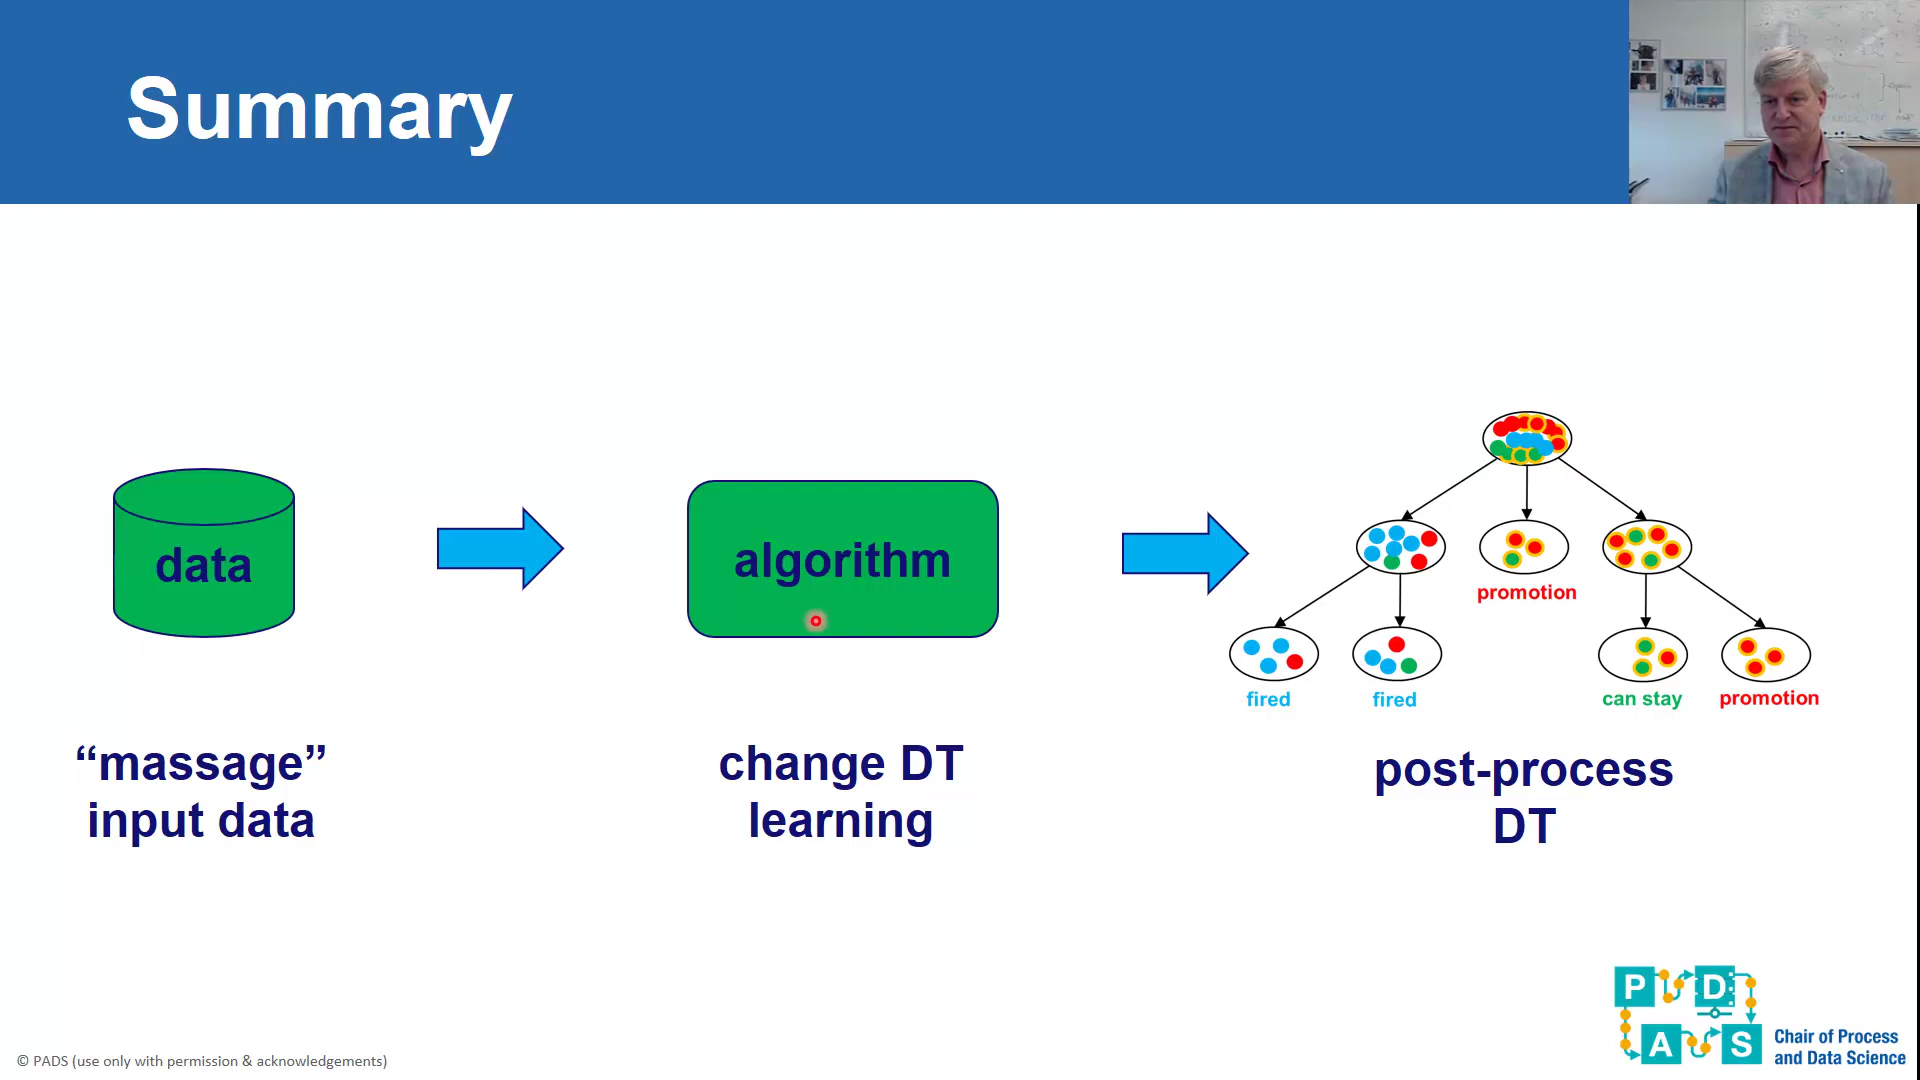 Summary
data
algorithm
promotion
fired
fired
can stay
promotion
“massage”
input data
change DT
learning
post-process
DT
P D
A S
Chair of Process
and Data Science
© PADS (use only with permission & acknowledgements)